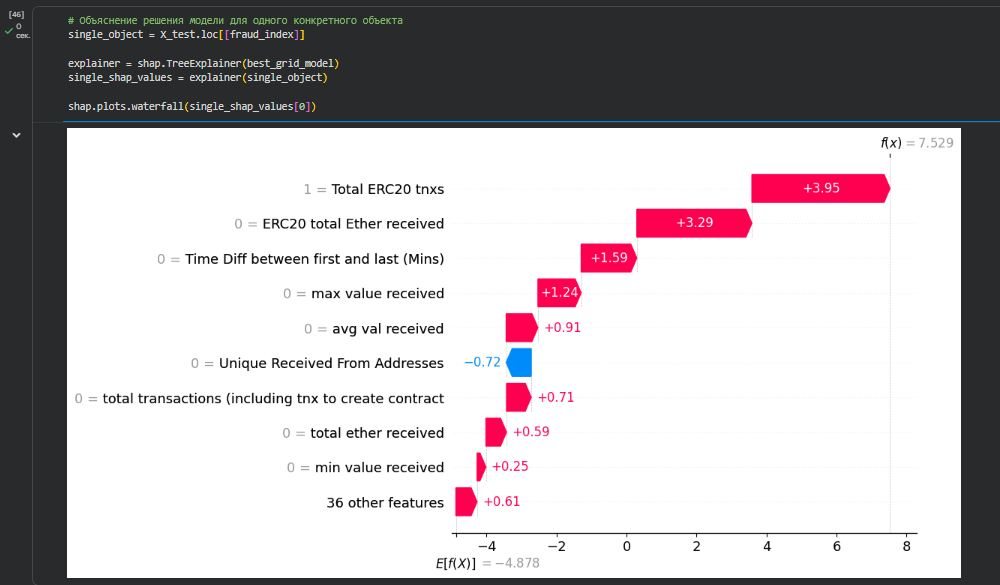 [46]
0
сек.
# Объяснение решения модели для одного конкретного объекта
single_object = X_test.loc[[fraud_index]]
explainer = shap.TreeExplainer(best_grid_model)
single_shap_values = explainer(single_object)
shap.plots.waterfall(single_shap_values[0])
f(x) = 7.529
1 = Total ERC20 tnxs +3.95
0 = ERC20 total Ether received +3.29
0 = Time Diff between first and last (Mins) +1.59
0 = max value received +1.24
0 = avg val received +0.91
0 = Unique Received From Addresses −0.72
0 = total transactions (including tnx to create contract +0.71
0 = total ether received +0.59
0 = min value received +0.25
36 other features +0.61
−4 −2 0 2 4 6 8
E[f(X)] = −4.878